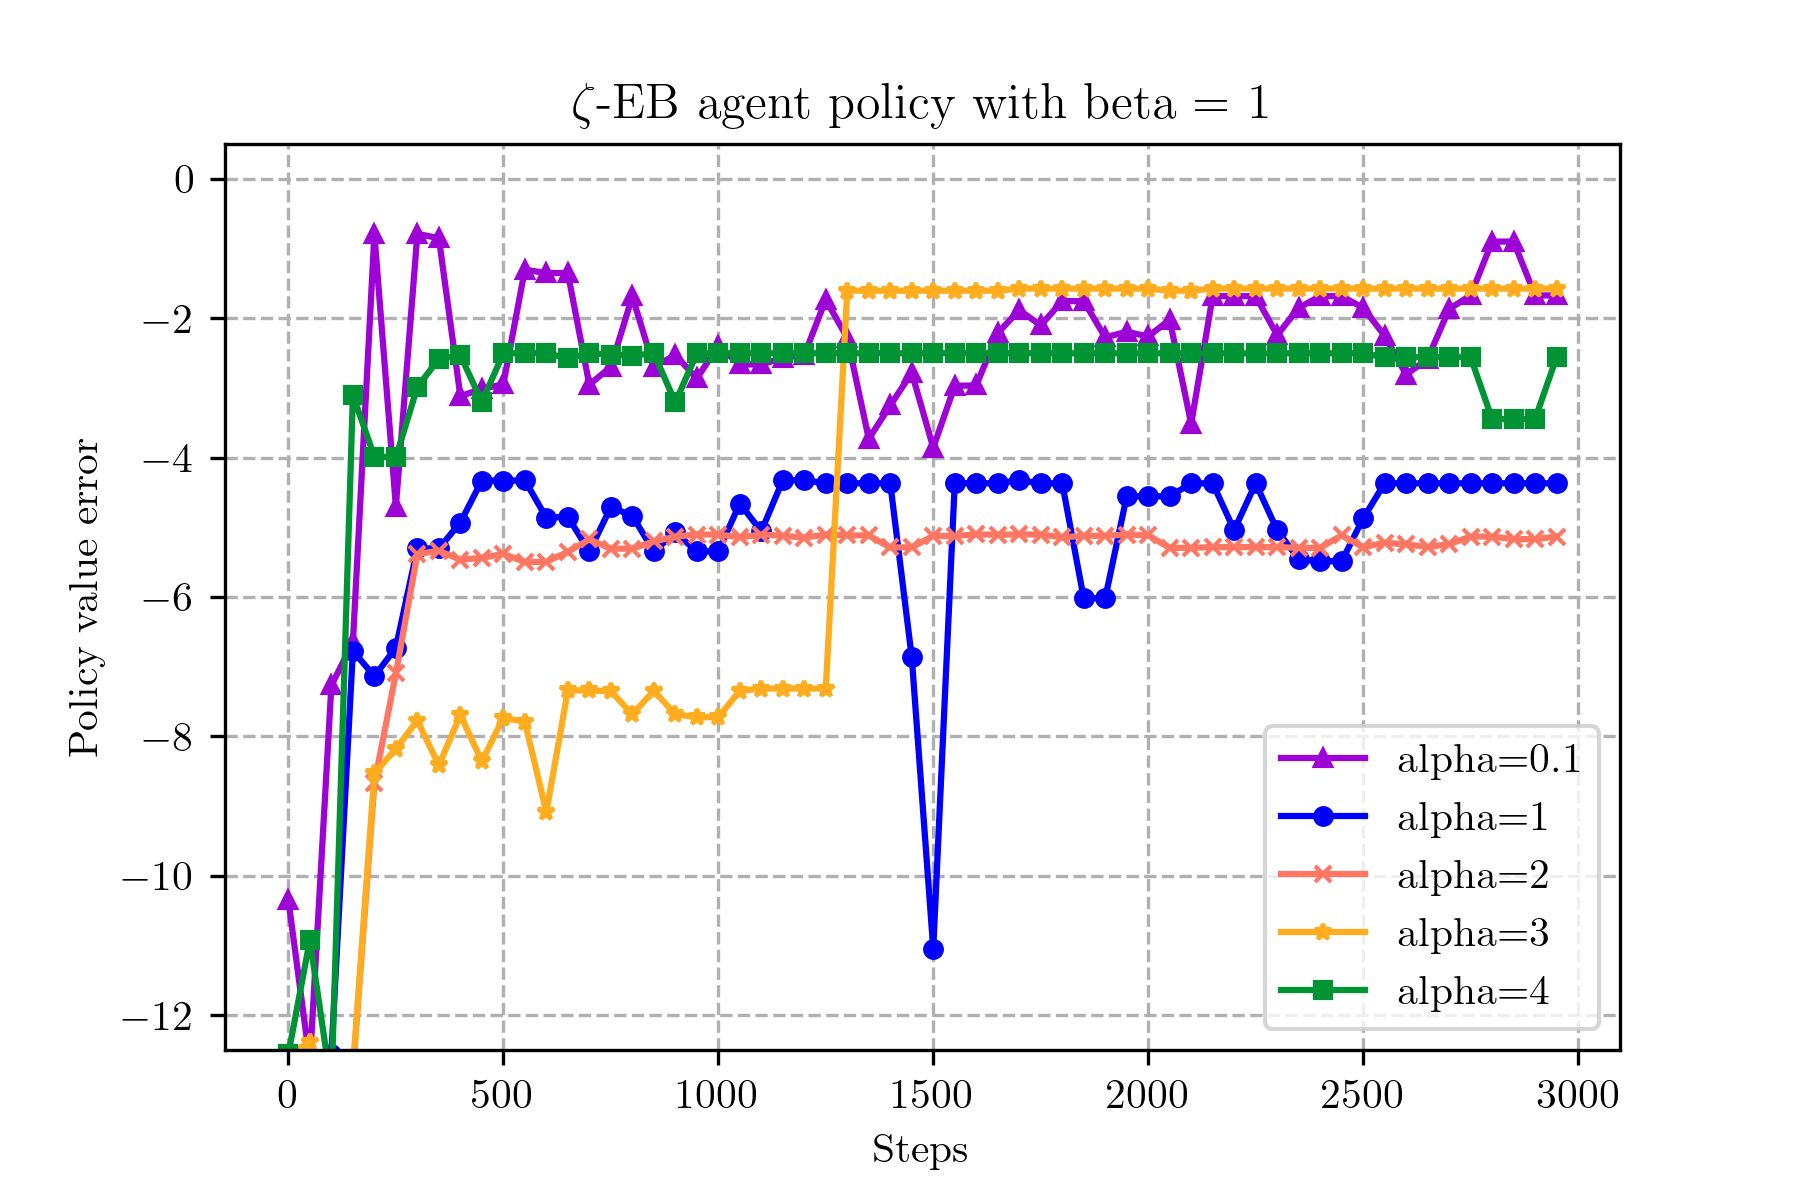 ζ-EB agent policy with beta = 1
Policy value error
0
−2
−4
−6
−8
−10
−12
0 500 1000 1500 2000 2500 3000
Steps
alpha=0.1
alpha=1
alpha=2
alpha=3
alpha=4